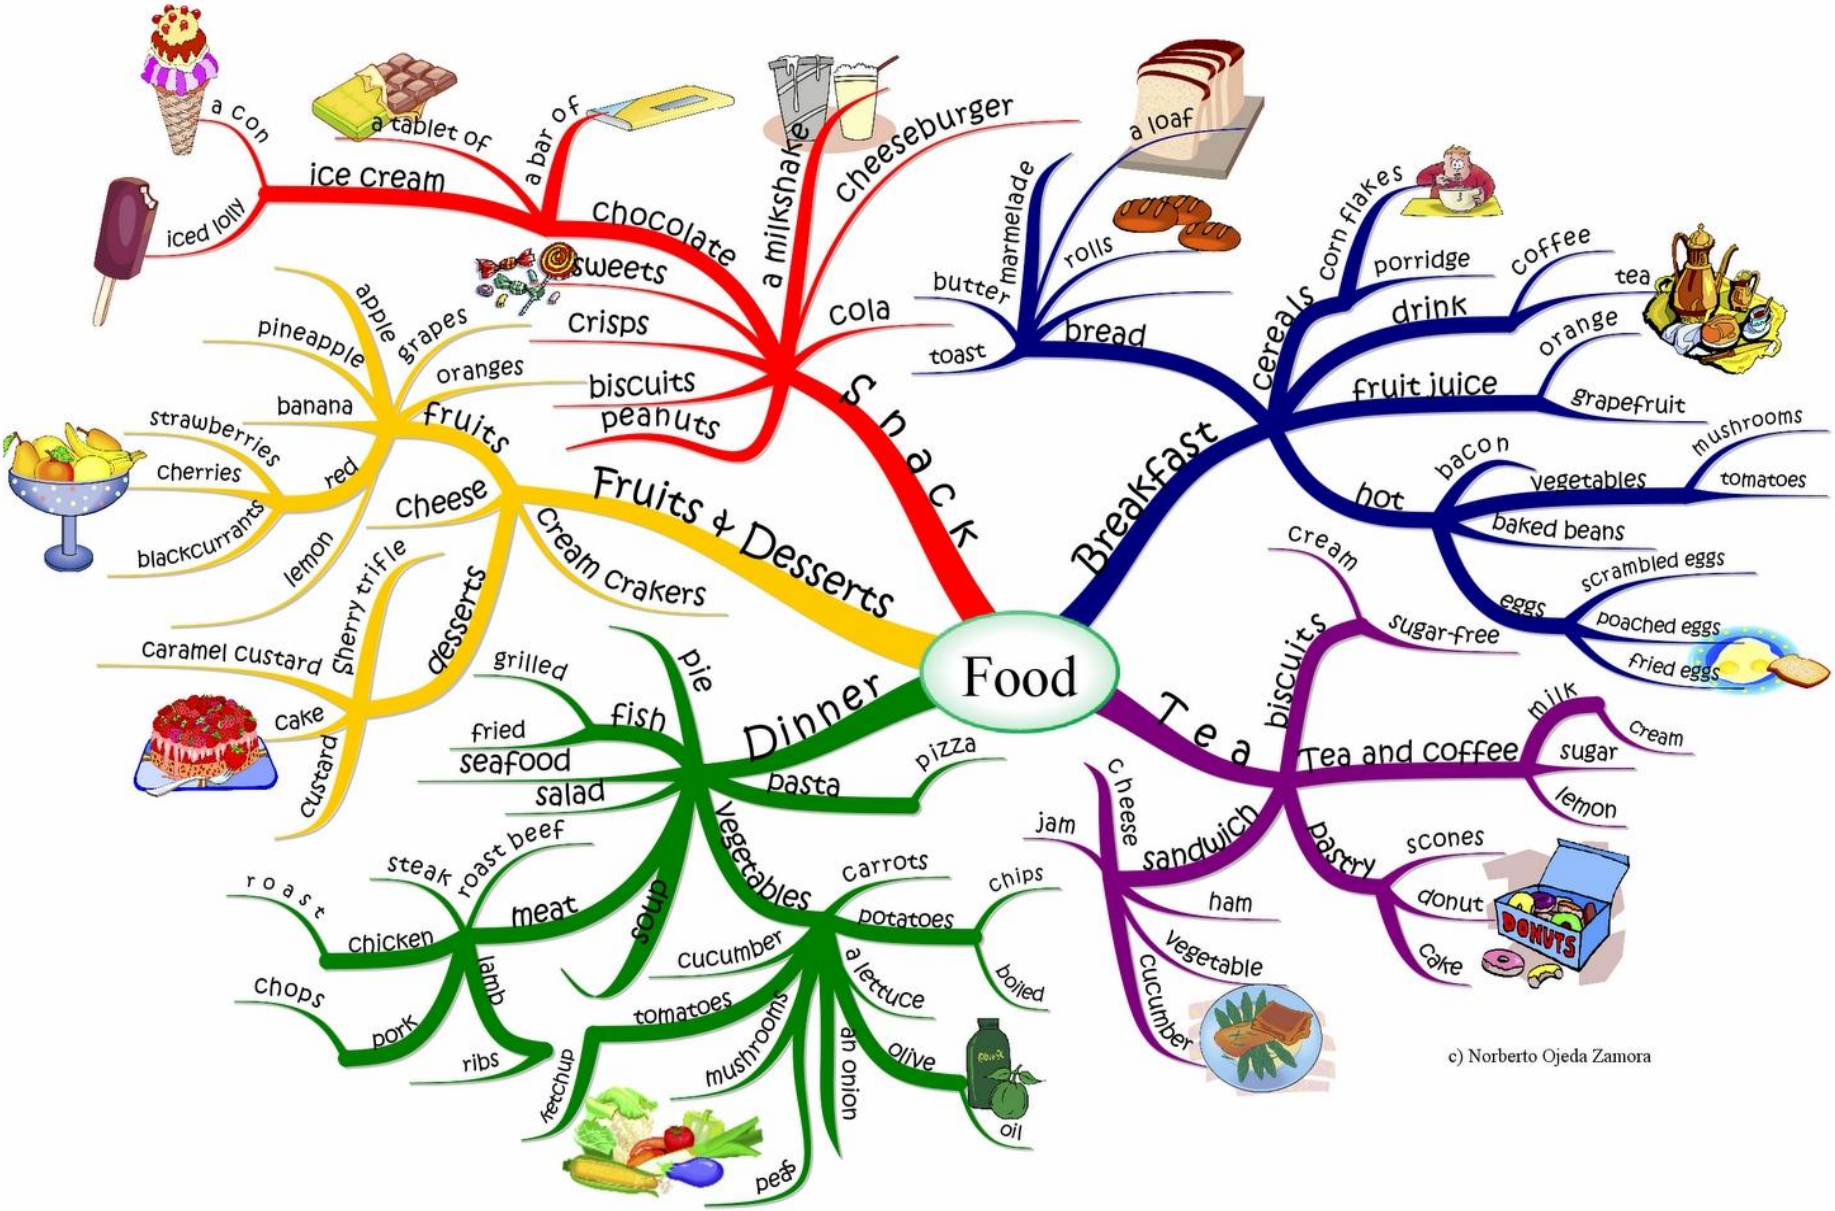 Food
Snack
chocolate
ice cream
a con
iced lolly
a tablet of
a bar of
sweets
crisps
biscuits
peanuts
a milkshake
cheeseburger
cola
Breakfast
bread
butter
marmelade
a loaf
rolls
toast
cereals
corn flakes
porridge
drink
coffee
tea
fruit juice
orange
grapefruit
hot
bacon
vegetables
mushrooms
tomatoes
baked beans
eggs
scrambled eggs
poached eggs
fried eggs
Fruits & Desserts
fruits
apple
pineapple
grapes
oranges
banana
red
strawberries
cherries
blackcurrants
lemon
cheese
Cream Crakers
desserts
Sherry trifle
caramel custard
cake
custard
Dinner
pie
fish
grilled
fried
seafood
salad
pasta
pizza
meat
roast beef
steak
chicken
roast
lamb
ribs
pork
chops
soup
vegetables
carrots
potatoes
chips
boiled
cucumber
a lettuce
tomatoes
ketchup
mushrooms
peas
an onion
olive
oil
Tea
biscuits
cream
sugar-free
Tea and coffee
milk
cream
sugar
lemon
sandwich
cheese
jam
ham
vegetable
cucumber
pastry
scones
donut
cake
DONUTS
c) Norberto Ojeda Zamora